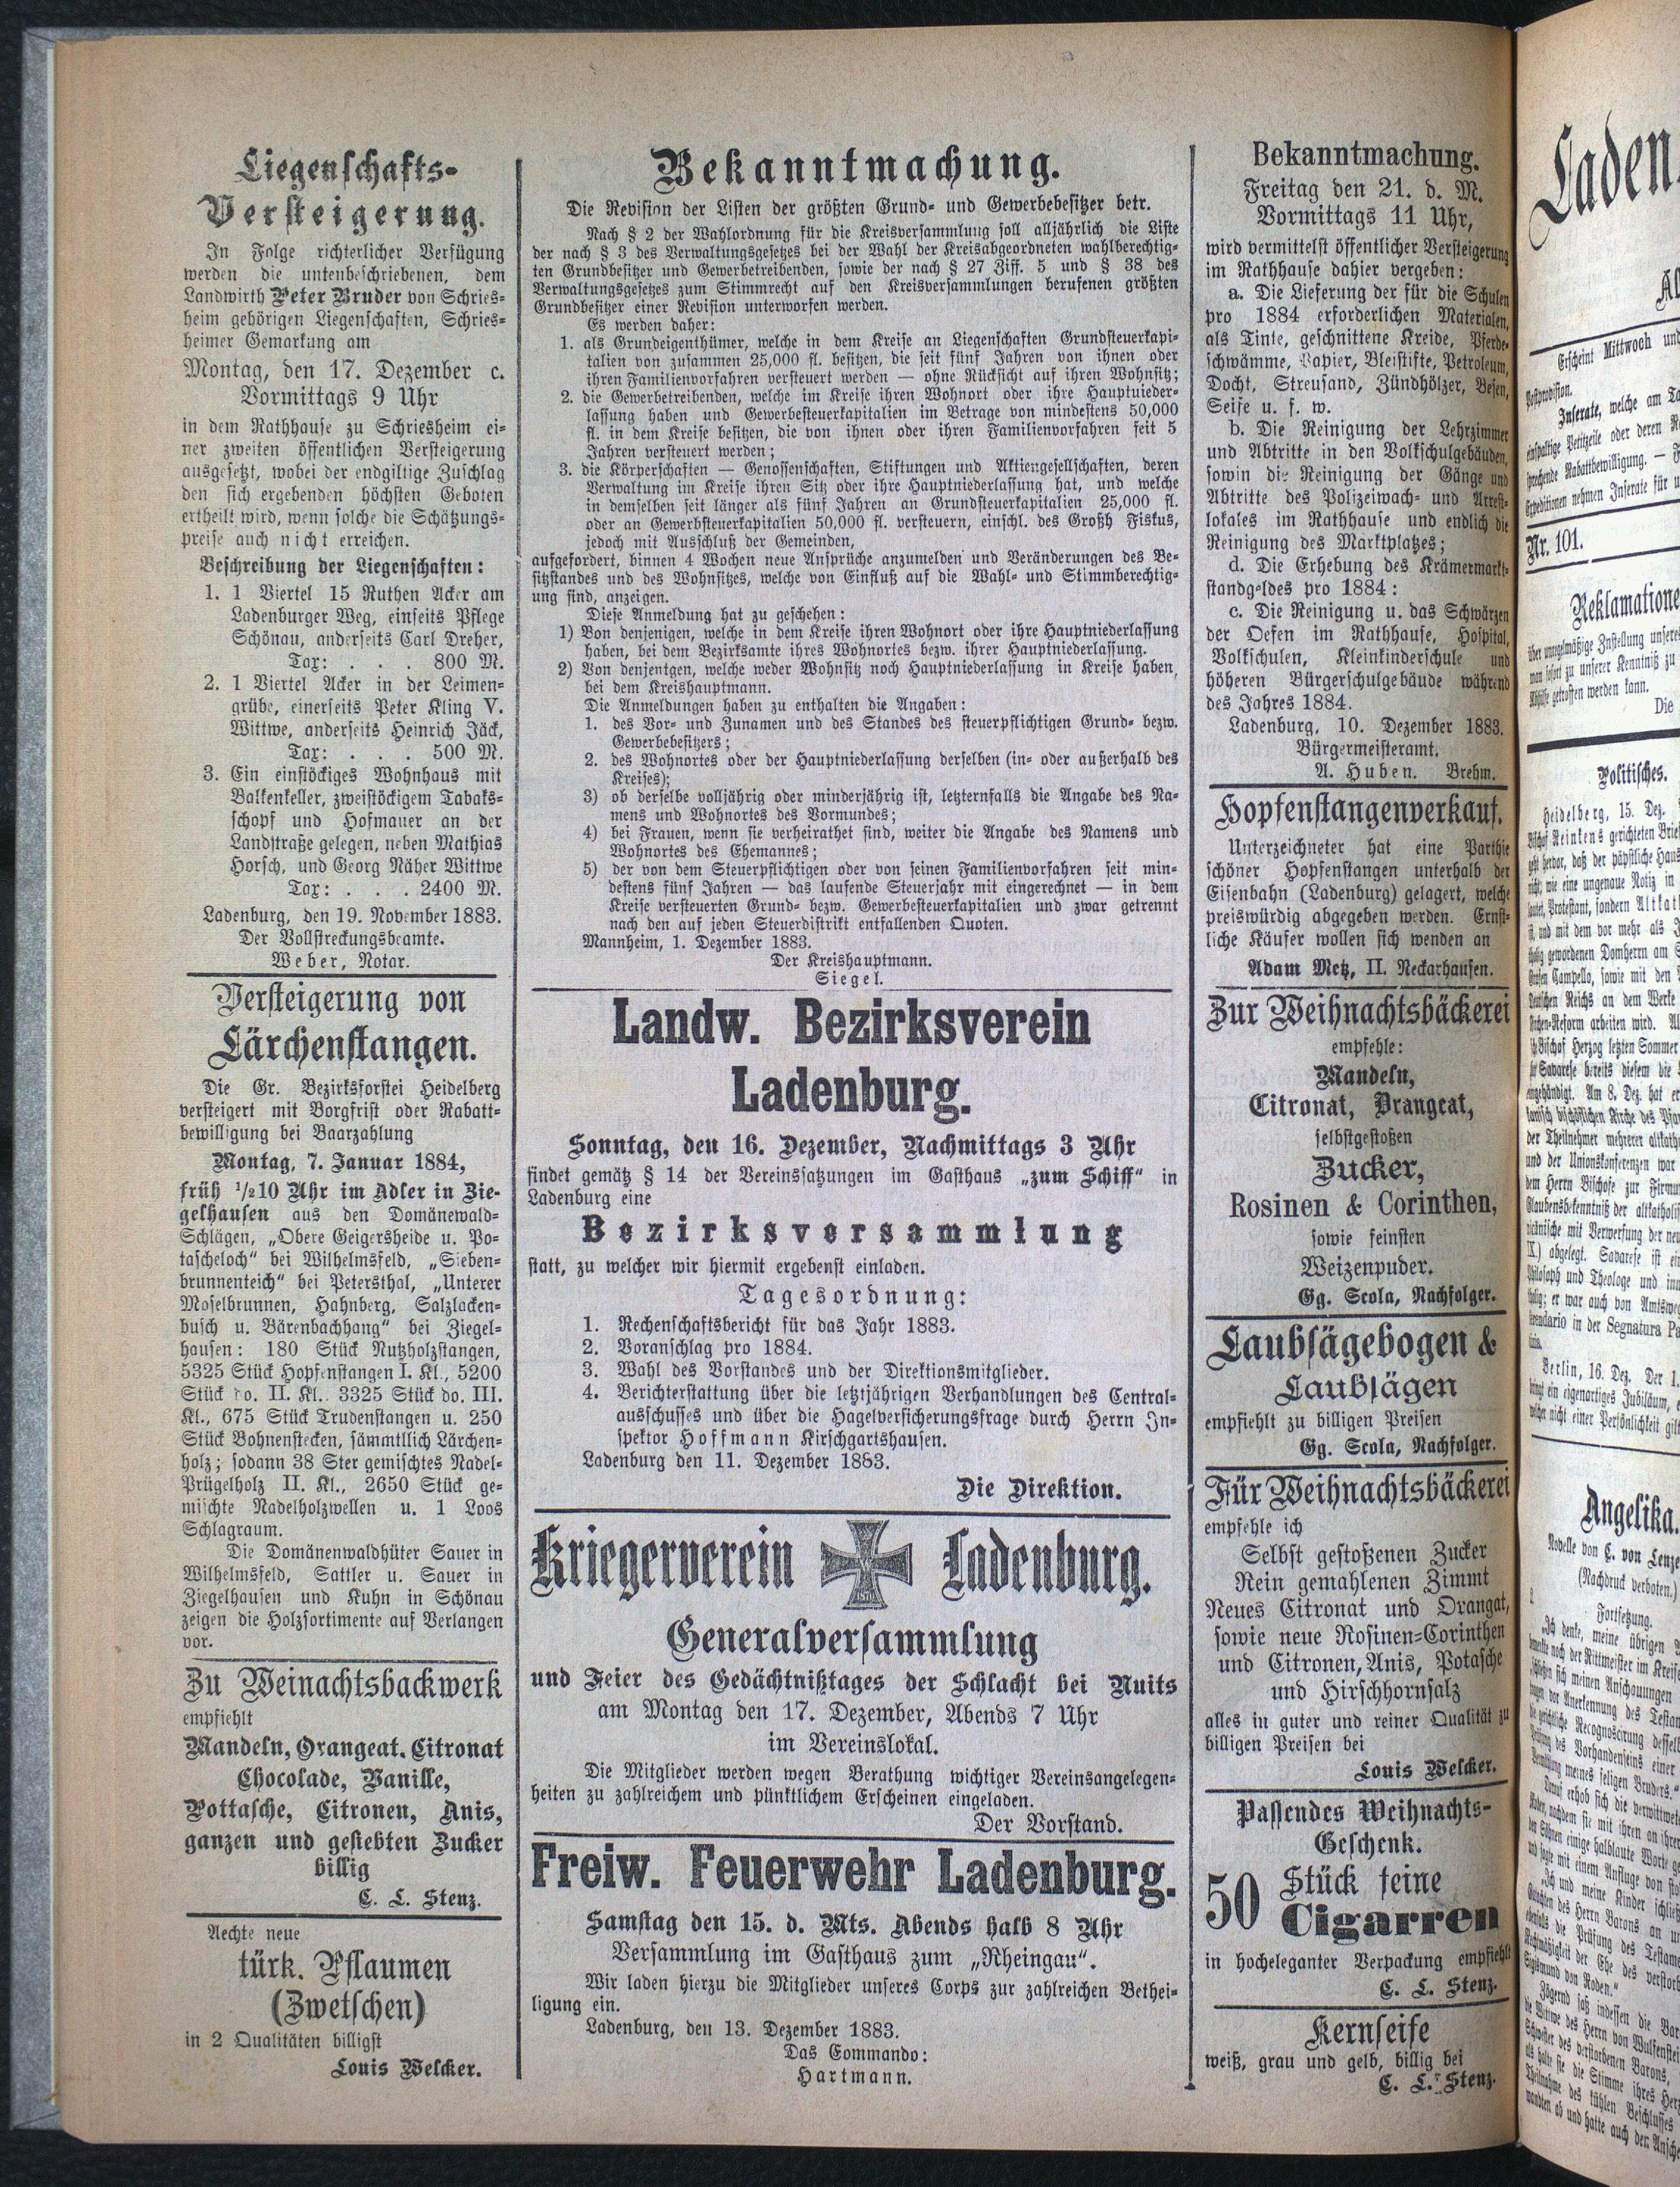 Liegenschafts-
Versteigerung.
In Folge richterlicher Verfügung
werden die untenbeschriebenen, dem
Landwirth Peter Bruder von Schries-
heim gehörigen Liegenschaften, Schries-
heimer Gemarkung am
Montag, den 17. Dezember c.
Vormittags 9 Uhr
in dem Rathhause zu Schriesheim ei-
ner zweiten öffentlichen Versteigerung
ausgesetzt, wobei der endgiltige Zuschlag
den sich ergebenden höchsten Geboten
ertheilt wird, wenn solche die Schätzungs-
preise auch nicht erreichen.
Beschreibung der Liegenschaften:
1. 1 Viertel 15 Ruthen Acker am
Ladenburger Weg, einseits Pflege
Schönau, anderseits Carl Dreher,
Tax: . . . 800 M.
2. 1 Viertel Acker in der Leimen-
grübe, einerseits Peter Kling V.
Wittwe, anderseits Heinrich Jäck,
Tax: . . . 500 M.
3. Ein einstöckiges Wohnhaus mit
Balkenkeller, zweistöckigem Tabaks-
schopf und Hofmauer an der
Landstraße gelegen, neben Mathias
Horsch, und Georg Näher Wittwe
Tax: . . . 2400 M.
Ladenburg, den 19. November 1883.
Der Vollstreckungsbeamte.
Weber, Notar.
Versteigerung von
Lärchenstangen.
Die Gr. Bezirksforstei Heidelberg
versteigert mit Borgfrist oder Rabatt-
bewilligung bei Baarzahlung
Montag, 7. Januar 1884,
früh ½10 Uhr im Adler in Zie-
gelhausen aus den Domänewald-
Schlägen, „Obere Geigersheide u. Po-
tascheloch“ bei Wilhelmsfeld, „Sieben-
brunnenteich“ bei Petersthal, „Unterer
Moselbrunnen, Hahnberg, Salzlacken-
busch u. Bärenbachhang“ bei Ziegel-
hausen: 180 Stück Nutzholzstangen,
5325 Stück Hopfenstangen I. Kl., 5200
Stück do. II. Kl.. 3325 Stück do. III.
Kl., 675 Stück Trudenstangen u. 250
Stück Bohnenstecken, sämmtllich Lärchen-
holz; sodann 38 Ster gemischtes Nadel-
Prügelholz II. Kl., 2650 Stück ge-
mischte Nadelholzwellen u. 1 Loos
Schlagraum.
Die Domänenwaldhüter Sauer in
Wilhelmsfeld, Sattler u. Sauer in
Ziegelhausen und Kuhn in Schönau
zeigen die Holzsortimente auf Verlangen
vor.
Zu Weinachtsbackwerk
empfiehlt
Mandeln, Orangeat. Citronat
Chocolade, Vanille,
Pottasche, Citronen, Anis,
ganzen und gesiebten Zucker
billig
C. L. Stenz.
Aechte neue
türk. Pflaumen
(Zwetschen)
in 2 Qualitäten billigst
Louis Welcker.
Bekanntmachung.
Die Revision der Listen der größten Grund- und Gewerbebesitzer betr.
Nach § 2 der Wahlordnung für die Kreisversammlung soll alljährlich die Liste
der nach § 3 des Verwaltungsgesetzes bei der Wahl der Kreisabgeordneten wahlberechtig-
ten Grundbesitzer und Gewerbetreibenden, sowie der nach § 27 Ziff. 5 und § 38 des
Verwaltungsgesetzes zum Stimmrecht auf den Kreisversammlungen berufenen größten
Grundbesitzer einer Revision unterworfen werden.
Es werden daher:
1. als Grundeigenthümer, welche in dem Kreise an Liegenschaften Grundsteuerkapi-
talien von zusammen 25,000 fl. besitzen, die seit fünf Jahren von ihnen oder
ihren Familienvorfahren versteuert werden — ohne Rücksicht auf ihren Wohnsitz;
2. die Gewerbetreibenden, welche im Kreise ihren Wohnort oder ihre Hauptnieder-
lassung haben und Gewerbesteuerkapitalien im Betrage von mindestens 50,000
fl. in dem Kreise besitzen, die von ihnen oder ihren Familienvorfahren seit 5
Jahren versteuert werden;
3. die Körperschaften — Genossenschaften, Stiftungen und Aktiengesellschaften, deren
Verwaltung im Kreise ihren Sitz oder ihre Hauptniederlassung hat, und welche
in demselben seit länger als fünf Jahren an Grundsteuerkapitalien 25,000 fl.
oder an Gewerbsteuerkapitalien 50,000 fl. versteuern, einschl. des Großh Fiskus,
jedoch mit Ausschluß der Gemeinden,
aufgefordert, binnen 4 Wochen neue Ansprüche anzumelden und Veränderungen des Be-
sitzstandes und des Wohnsitzes, welche von Einfluß auf die Wahl- und Stimmberechtig-
ung sind, anzeigen.
Diese Anmeldung hat zu geschehen:
1) Von denjenigen, welche in dem Kreise ihren Wohnort oder ihre Hauptniederlassung
haben, bei dem Bezirksamte ihres Wohnortes bezw. ihrer Hauptniederlassung.
2) Von denjentgen, welche weder Wohnsitz noch Hauptniederlassung in Kreise haben,
bei dem Kreishauptmann.
Die Anmeldungen haben zu enthalten die Angaben:
1. des Vor- und Zunamen und des Standes des steuerpflichtigen Grund- bezw.
Gewerbebesitzers;
2. des Wohnortes oder der Hauptniederlassung derselben (in- oder außerhalb des
Kreises);
3) ob derselbe volljährig oder minderjährig ist, letzternfalls die Angabe des Na-
mens und Wohnortes des Vormundes;
4) bei Frauen, wenn sie verheirathet sind, weiter die Angabe des Namens und
Wohnortes des Ehemannes;
5) der von dem Steuerpflichtigen oder von seinen Familienvorfahren seit min-
destens fünf Jahren — das laufende Steuerjahr mit eingerechnet — in dem
Kreise versteuerten Grund- bezw. Gewerbesteuerkapitalien und zwar getrennt
nach den auf jeden Steuerdistrikt entfallenden Quoten.
Mannheim, 1. Dezember 1883.
Der Kreishauptmann.
Siegel.
Landw. Bezirksverein
Ladenburg.
Sonntag, den 16. Dezember, Nachmittags 3 Uhr
findet gemätz § 14 der Vereinssatzungen im Gasthaus „zum Schiff“ in
Ladenburg eine
Bezirksversammlung
statt, zu welcher wir hiermit ergebenst einladen.
Tagesordnung:
1. Rechenschaftsbericht für das Jahr 1883.
2. Voranschlag pro 1884.
3. Wahl des Vorstandes und der Direktionsmitglieder.
4. Berichterstattung über die letztjährigen Verhandlungen des Central-
ausschusses und über die Hagelversicherungsfrage durch Herrn In-
spektor Hoffmann Kirschgartshausen.
Ladenburg den 11. Dezember 1883.
Die Direktion.
Kriegerverein Ladenburg.
Generalversammlung
und Feier des Gedächtnißtages der Schlacht bei Nuits
am Montag den 17. Dezember, Abends 7 Uhr
im Vereinslokal.
Die Mitglieder werden wegen Berathung wichtiger Vereinsangelegen-
heiten zu zahlreichem und pünktlichem Erscheinen eingeladen.
Der Vorstand.
Freiw. Feuerwehr Ladenburg.
Samstag den 15. d. Mts. Abends halb 8 Uhr
Versammlung im Gasthaus zum „Rheingau“.
Wir laden hierzu die Mitglieder unseres Corps zur zahlreichen Bethei-
ligung ein.
Ladenburg, den 13. Dezember 1883.
Das Commando:
Hartmann.
Bekanntmachung.
Freitag den 21. d. M.
Vormittags 11 Uhr,
wird vermittelst öffentlicher Versteigerung
im Rathhause dahier vergeben:
a. Die Lieferung der für die Schulen
pro 1884 erforderlichen Materialen,
als Tinte, geschnittene Kreide, Pferde-
schwämme, Papier, Bleistifte, Petroleum,
Docht, Streusand, Zündhölzer, Besen,
Seife u. s. w.
b. Die Reinigung der Lehrzimmer
und Abtritte in den Volkschulgebäuden,
sowin die Reinigung der Gänge und
Abtritte des Polizeiwach- und Arrest-
lokales im Rathhause und endlich die
Reinigung des Marktplatzes;
d. Die Erhebung des Krämermarkt-
standgeldes pro 1884:
c. Die Reinigung u. das Schwärzen
der Oefen im Rathhause, Hospital,
Volkschulen, Kleinkinderschule und
höheren Bürgerschulgebäude während
des Jahres 1884.
Ladenburg, 10. Dezember 1883.
Bürgermeisteramt.
A. Huben. Brehm.
Hopfenstangenverkauf.
Unterzeichneter hat eine Parthie
schöner Hopfenstangen unterhalb der
Eisenbahn (Ladenburg) gelagert, welche
preiswürdig abgegeben werden. Ernst-
liche Käufer wollen sich wenden an
Adam Metz, II. Neckarhausen.
Zur Weihnachtsbäckerei
empfehle:
Mandeln,
Citronat, Orangeat,
selbstgestoßen
Zucker,
Rosinen & Corinthen,
sowie feinsten
Weizenpuder.
Gg. Scola, Nachfolger.
Laubsägebogen &
Laubsägen
empfiehlt zu billigen Preisen
Gg. Scola, Nachfolger.
Für Weihnachtsbäckerei
empfehle ich
Selbst gestoßenen Zucker
Rein gemahlenen Zimmt
Neues Citronat und Orangat,
sowie neue Rosinen-Corinthen
und Citronen, Anis, Potasche
und Hirschhornsalz
alles in guter und reiner Qualität zu
billigen Preisen bei
Louis Welcker.
Passendes Weihnachts-
Geschenk.
50 Stück feine
Cigarren
in hocheleganter Verpackung empfiehlt
C. L. Stenz.
Kernseife
weiß, grau und gelb, billig bei
C. L. Stenz.
Laden
Erscheint Mittwoch und
Nr. 101.
Reklamatione
Politisches.
Heidelberg, 15. Dez.
Berlin, 16. Dez. Der 1.
Angelika.
Novelle von C. von
(Nachdruck verboten.)
Fortsetzung.